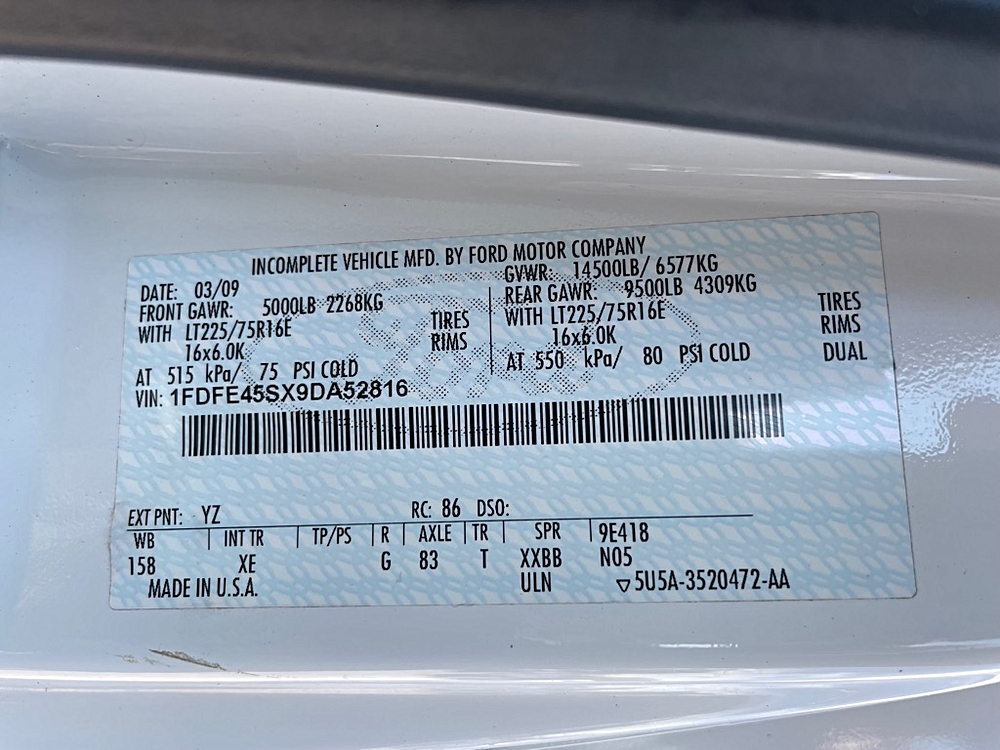 INCOMPLETE VEHICLE MFD. BY FORD MOTOR COMPANY
DATE: 03/09
GVWR: 14500LB/ 6577KG
FRONT GAWR: 5000LB 2268KG
REAR GAWR: 9500LB 4309KG
WITH LT225/75R16E TIRES
WITH LT225/75R16E TIRES
16x6.0K RIMS
16x6.0K RIMS
AT 515 kPa/ 75 PSI COLD
AT 550 kPa/ 80 PSI COLD DUAL
VIN: 1FDFE45SX9DA52816
EXT PNT: YZ RC: 86 DSO:
WB | INT TR | TP/PS | R | AXLE | TR | SPR | 9E418
158 XE G 83 T XXBB N05
MADE IN U.S.A. ULN ▽5U5A-3520472-AA